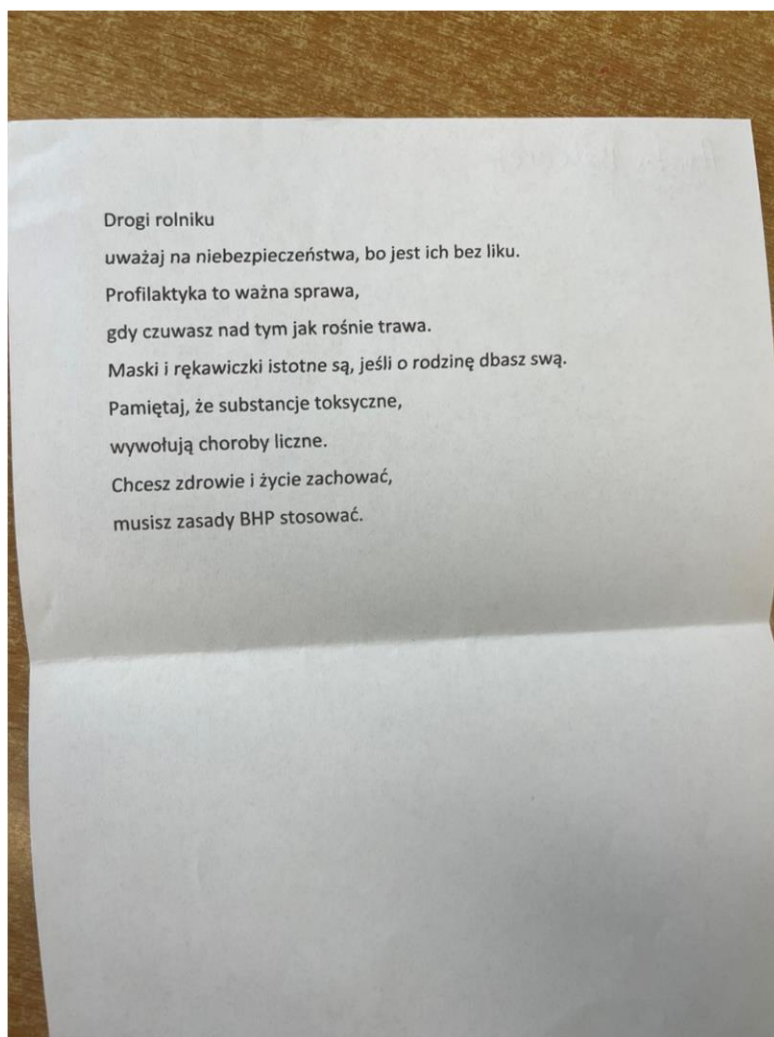 Drogi rolniku
uważaj na niebezpieczeństwa, bo jest ich bez liku.
Profilaktyka to ważna sprawa,
gdy czuwasz nad tym jak rośnie trawa.
Maski i rękawiczki istotne są, jeśli o rodzinę dbasz swą.
Pamiętaj, że substancje toksyczne,
wywołują choroby liczne.
Chcesz zdrowie i życie zachować,
musisz zasady BHP stosować.